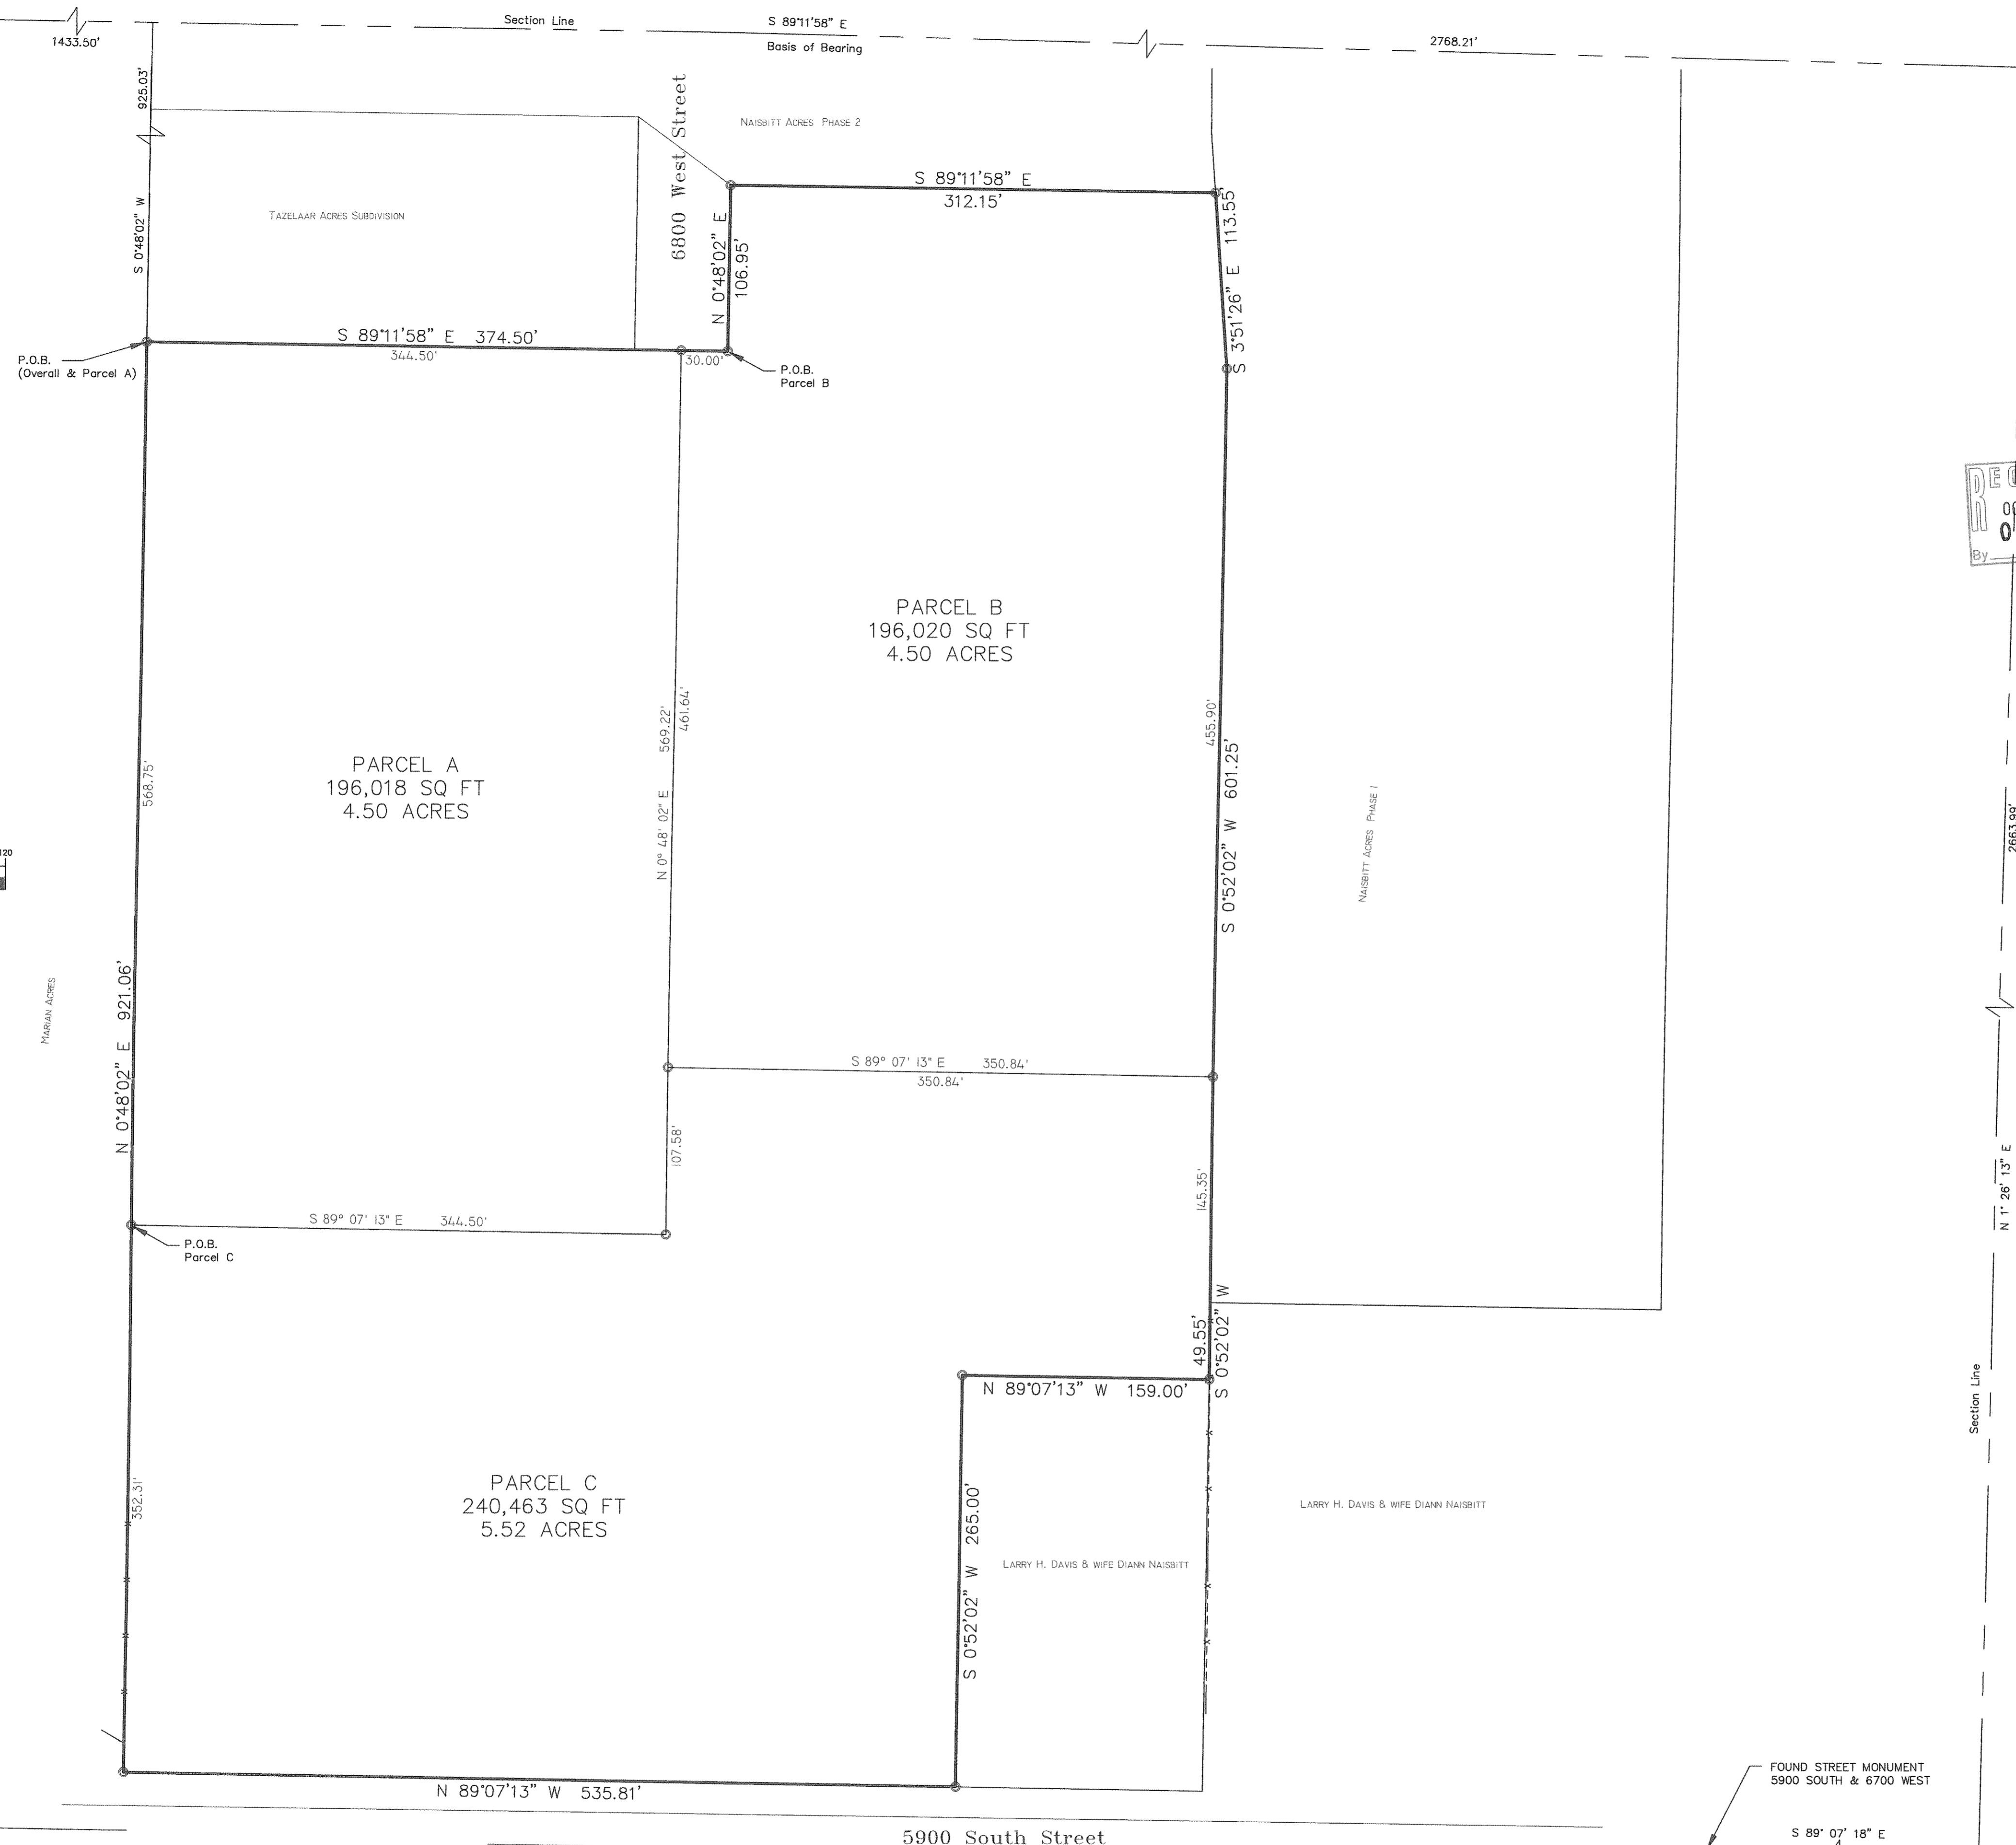 Section Line
S 89°11'58" E
1433.50'
Basis of Bearing
2768.21'
925.03'
S 0°48'02" W
6800 West Street
NAISBITT ACRES PHASE 2
TAZELAAR ACRES SUBDIVISION
S 89°11'58" E
312.15'
N 0°48'02" E
106.95'
S 3°51'26" E 113.55'
S 89°11'58" E 374.50'
344.50'
30.00'
P.O.B.
(Overall & Parcel A)
P.O.B.
Parcel B
By
PARCEL B
196,020 SQ FT
4.50 ACRES
PARCEL A
196,018 SQ FT
4.50 ACRES
568.75'
N 0° 48' 02" E 569.22'
461.64'
455.90'
S 0°52'02" W 601.25'
NAISBITT ACRES PHASE 1
2663.99'
120
MARIAN ACRES
N 0°48'02" E 921.06'
S 89° 07' 13" E 350.84'
350.84'
107.58'
145.35'
N 1° 26' 13" E
S 89° 07' 13" E 344.50'
P.O.B.
Parcel C
49.55'
S 0°52'02" W
N 89°07'13" W 159.00'
Section Line
352.31'
PARCEL C
240,463 SQ FT
5.52 ACRES
S 0°52'02" W 265.00'
LARRY H. DAVIS & WIFE DIANN NAISBITT
LARRY H. DAVIS & WIFE DIANN NAISBITT
N 89°07'13" W 535.81'
FOUND STREET MONUMENT
5900 SOUTH & 6700 WEST
5900 South Street
S 89° 07' 18" E